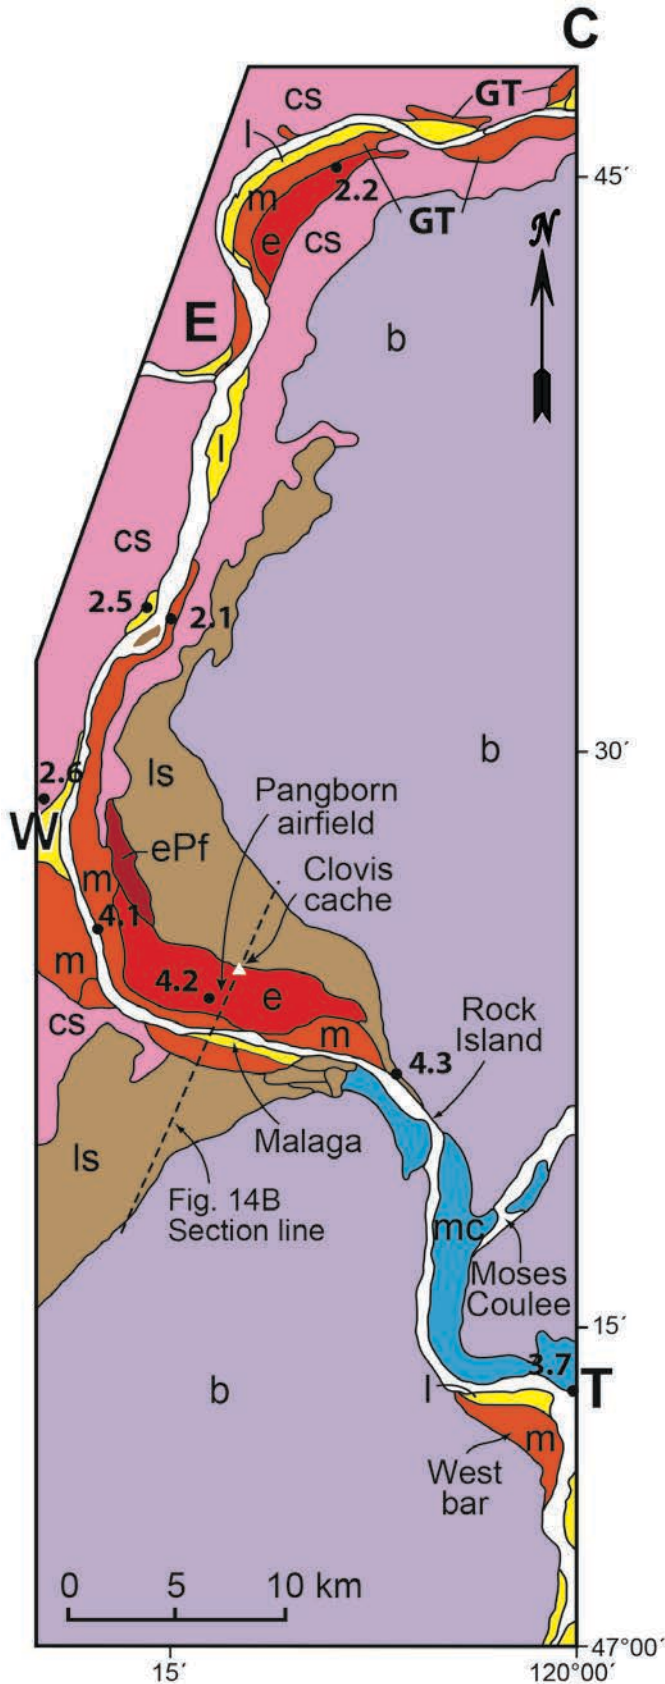 C
cs
GT
l
45´
m
2.2
GT
N
e
cs
E
b
l
cs
2.5
2.1
30´
b
2.6
ls
Pangborn
airfield
W
ePf
Clovis
cache
m
4.1
4.2
e
m
Rock
Island
cs
m
4.3
Malaga
ls
Fig. 14B
Section line
mc
Moses
Coulee
15´
3.7
T
b
l
m
West
bar
0
5
10 km
47°00´
15´
120°00´